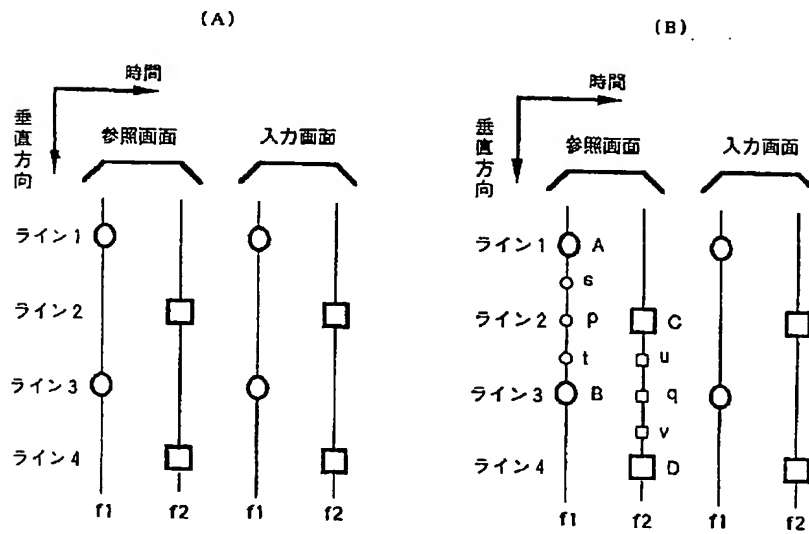 (A)
時間
垂直方向
参照画面
入力画面
ライン1
ライン2
ライン3
ライン4
f1
f2
f1
f2
(B)
時間
垂直方向
参照画面
入力画面
ライン1
A
s
ライン2
p
C
t
u
ライン3
B
q
v
ライン4
D
f1
f2
f1
f2